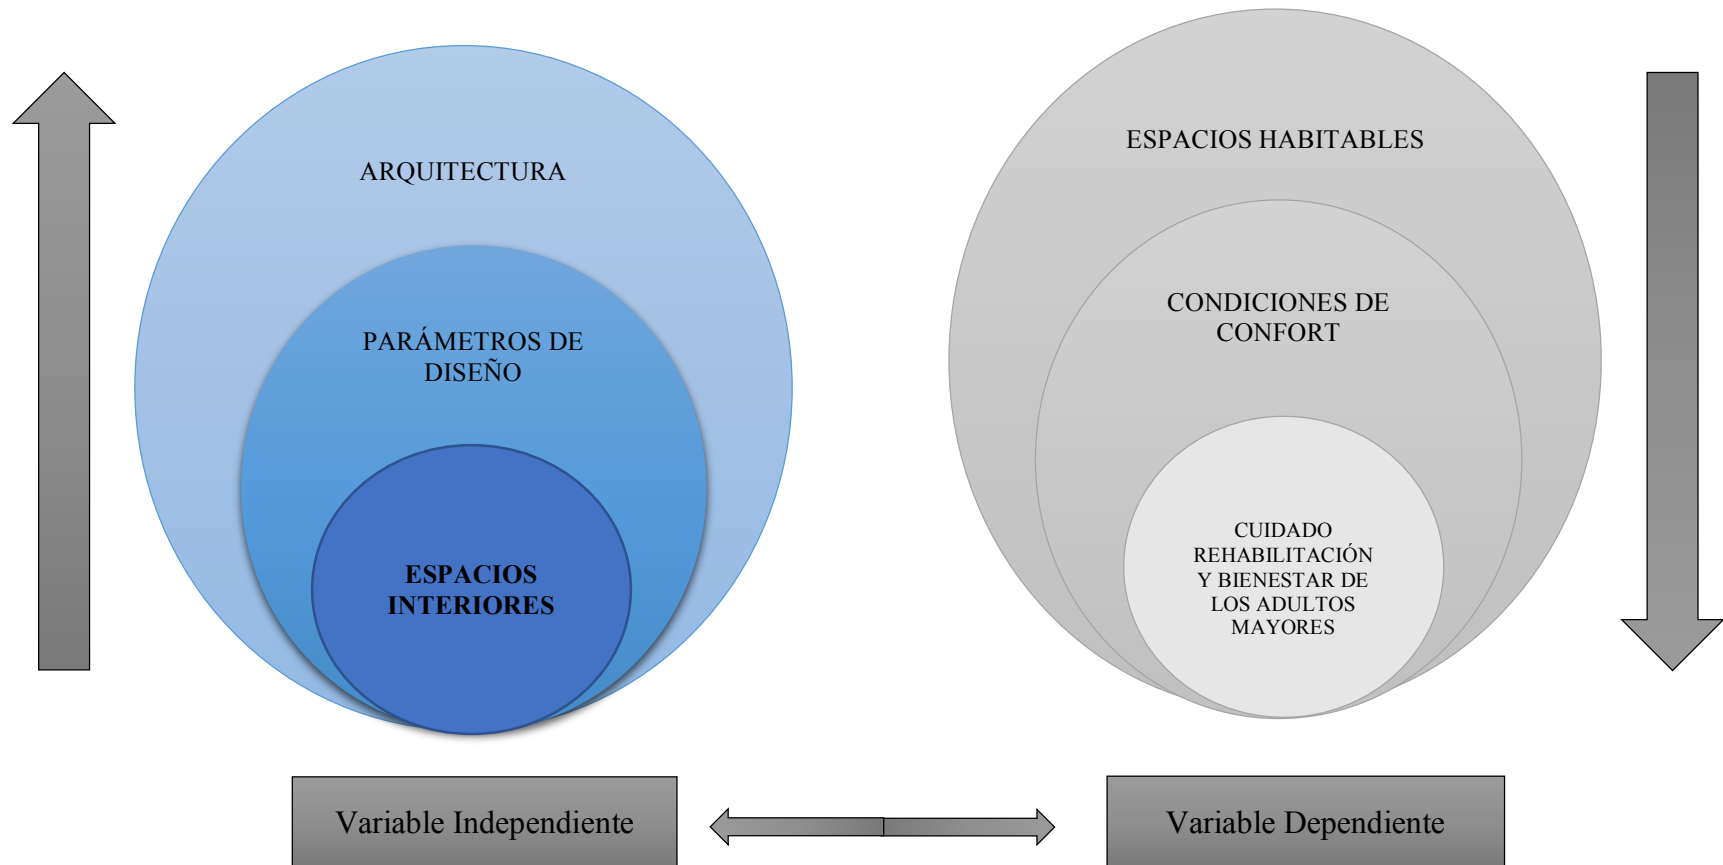 ARQUITECTURA
PARÁMETROS DE
DISEÑO
ESPACIOS
INTERIORES
ESPACIOS HABITABLES
CONDICIONES DE
CONFORT
CUIDADO
REHABILITACIÓN
Y BIENESTAR DE
LOS ADULTOS
MAYORES
Variable Independiente
Variable Dependiente